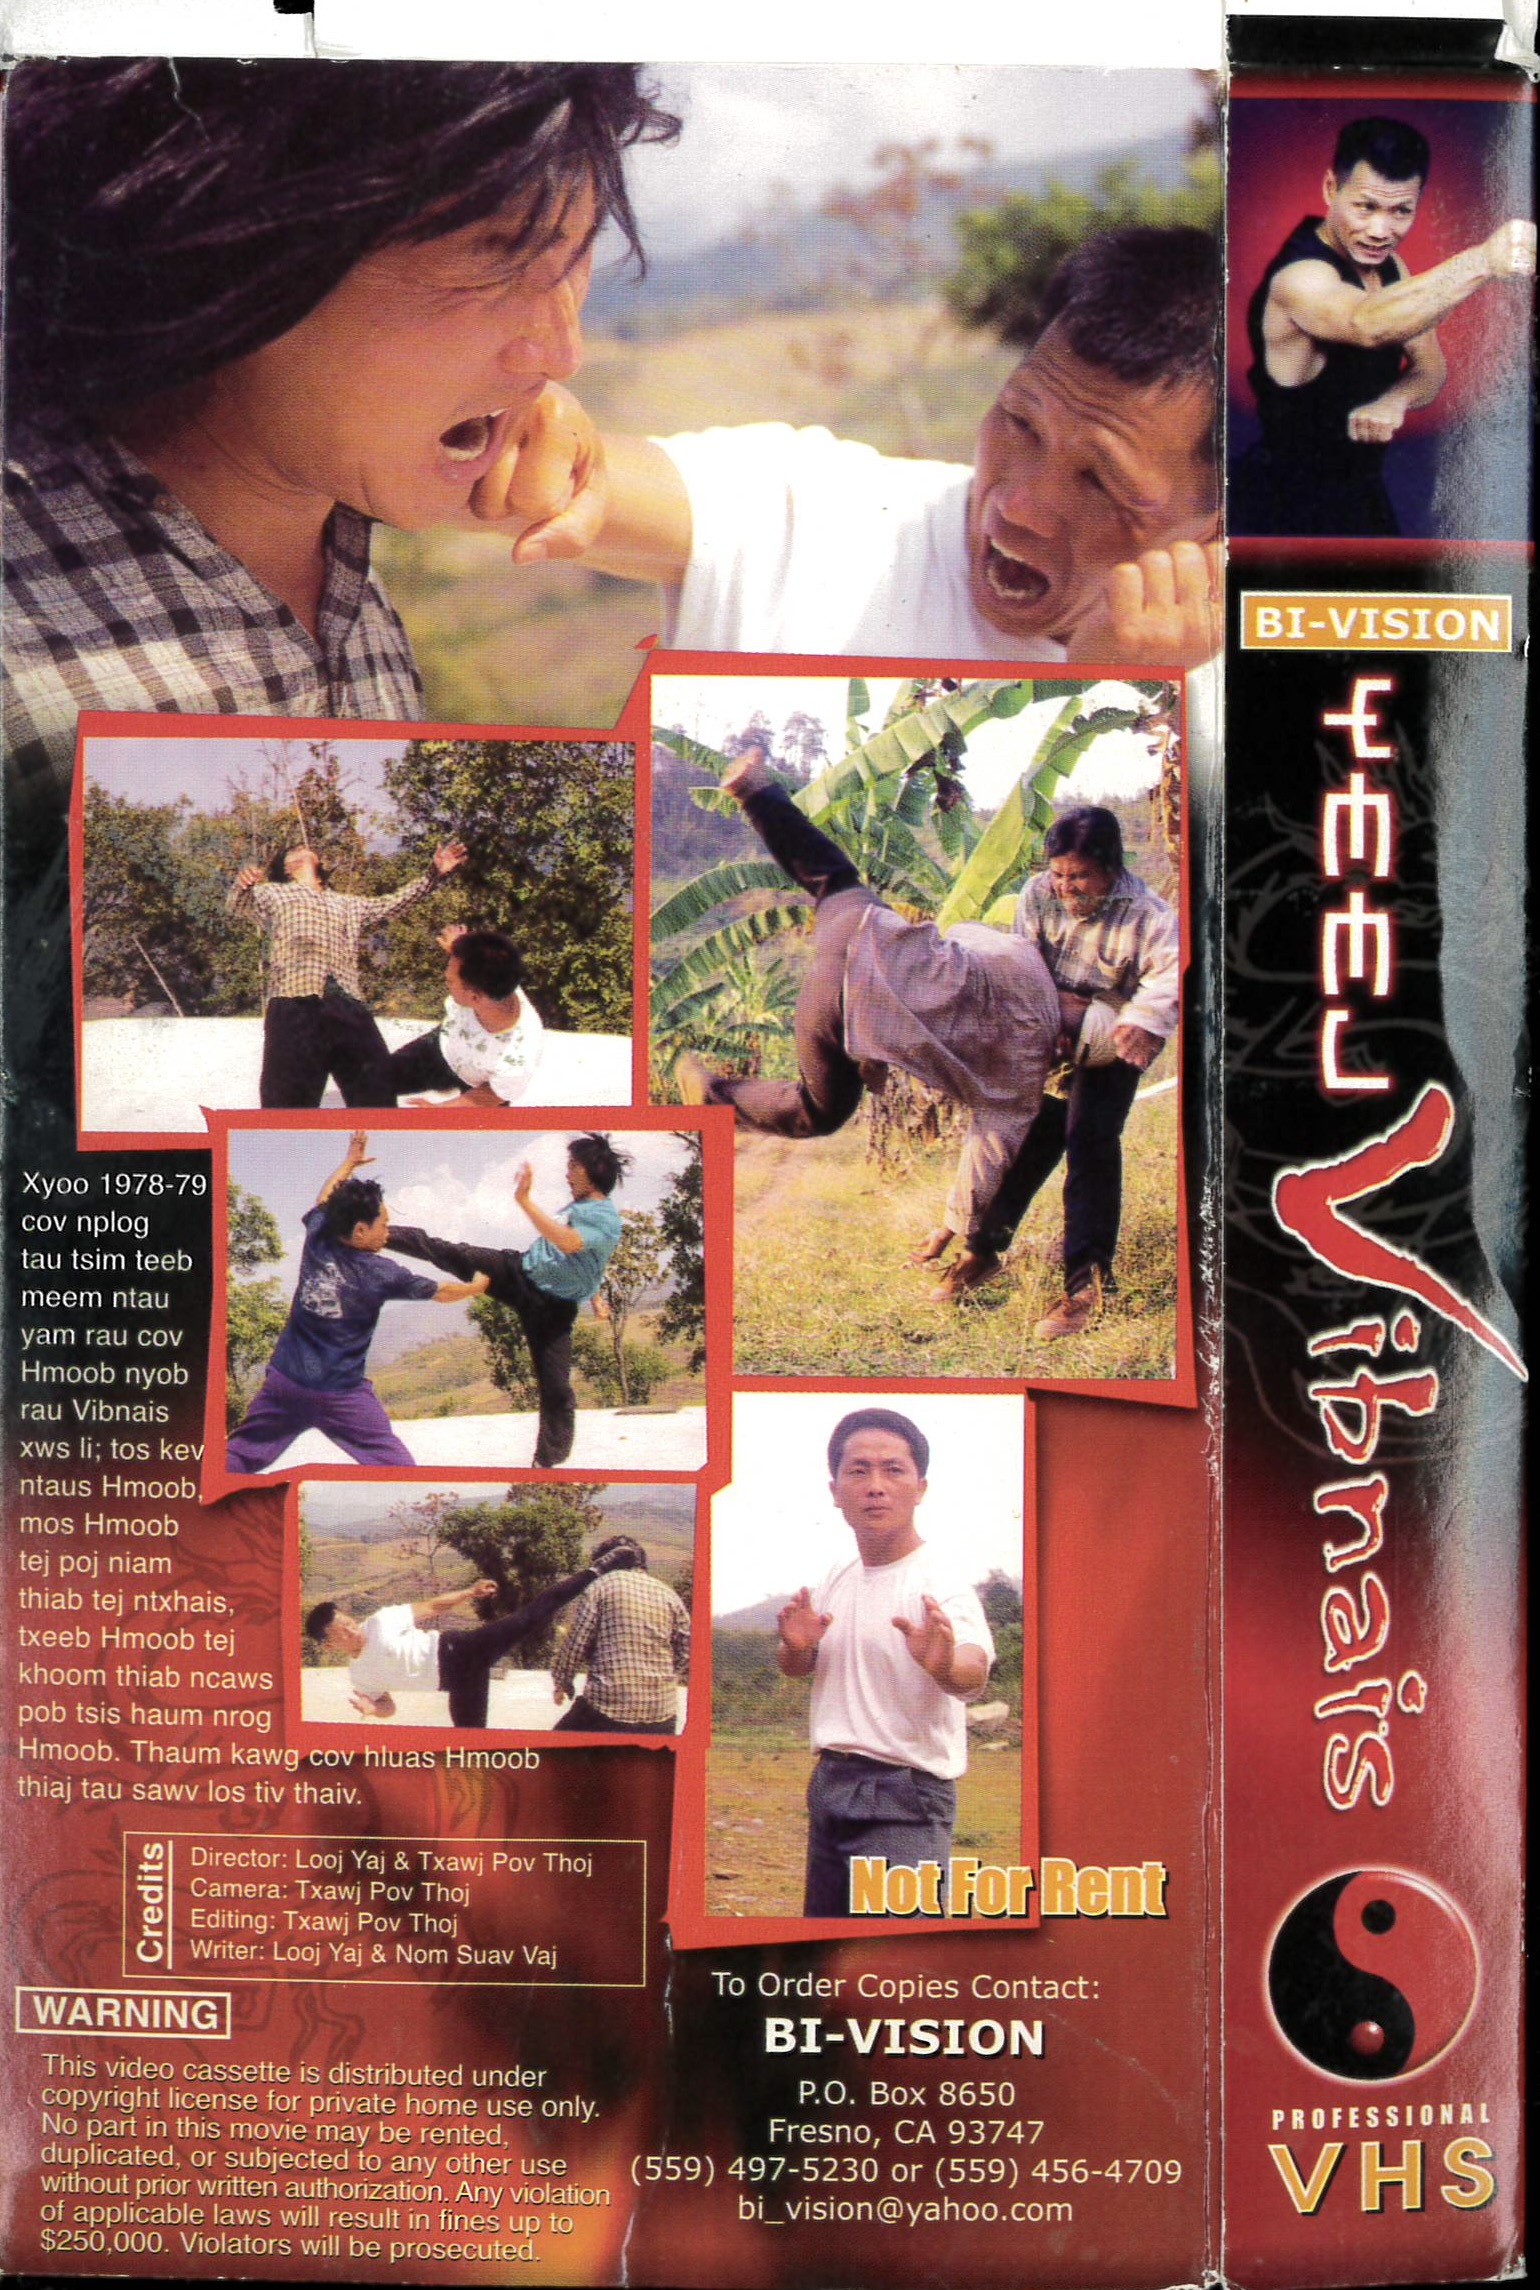 Xyoo 1978-79
cov nplog
tau tsim teeb
meem ntau
yam rau cov
Hmoob nyob
rau Vibnais
xws li; tos kev
ntaus Hmoob,
mos Hmoob
tej poj niam
thiab tej ntxhais,
txeeb Hmoob tej
khoom thiab ncaws
pob tsis haum nrog
Hmoob. Thaum kawg cov hluas Hmoob
thiaj tau sawv los tiv thaiv.
Credits
Director: Looj Yaj & Txawj Pov Thoj
Camera: Txawj Pov Thoj
Editing: Txawj Pov Thoj
Writer: Looj Yaj & Nom Suav Vaj
WARNING
This video cassette is distributed under
copyright license for private home use only.
No part in this movie may be rented,
duplicated, or subjected to any other use
without prior written authorization. Any violation
of applicable laws will result in fines up to
$250,000. Violators will be prosecuted.
Not For Rent
To Order Copies Contact:
BI-VISION
P.O. Box 8650
Fresno, CA 93747
(559) 497-5230 or (559) 456-4709
bi_vision@yahoo.com
BI-VISION
Vibnais
PROFESSIONAL
VHS